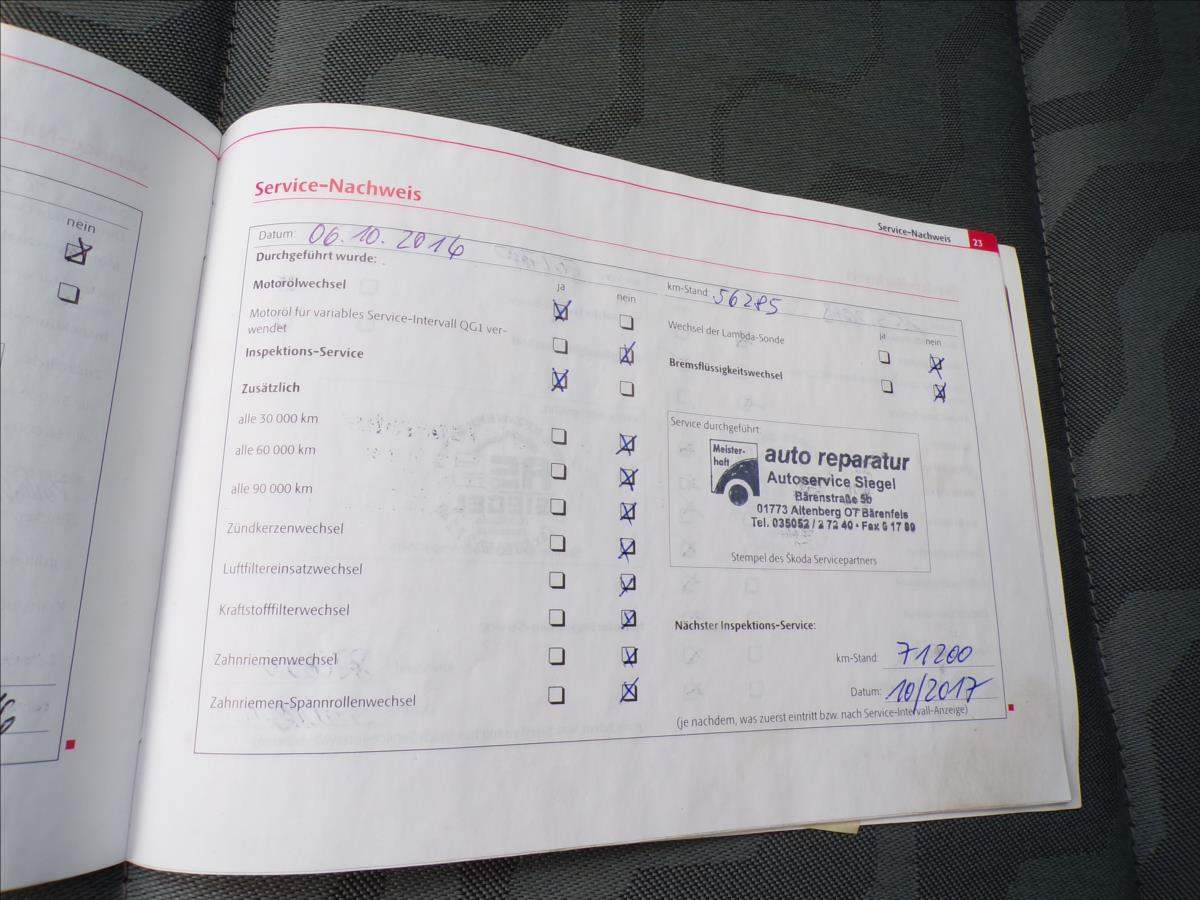 nein
Service-Nachweis
Service-Nachweis 23
Datum: 06.10.2016
Durchgeführt wurde:
ja
nein
Motorölwechsel
Motoröl für variables Service-Intervall QG1 ver-
wendet
Inspektions-Service
Zusätzlich
alle 30 000 km
alle 60 000 km
alle 90 000 km
Zündkerzenwechsel
Luftfiltereinsatzwechsel
Kraftstofffilterwechsel
Zahnriemenwechsel
Zahnriemen-Spannrollenwechsel
km-Stand: 56285
ja
nein
Wechsel der Lambda-Sonde
Bremsflüssigkeitswechsel
Service durchgeführt:
Meister-
haft
auto reparatur
Autoservice Siegel
Bärenstraße 5b
01773 Altenberg OT Bärenfels
Tel. 035052 / 2 72 40 • Fax 6 17 89
Stempel des Škoda Servicepartners
Nächster Inspektions-Service:
km-Stand: 71200
Datum: 10/2017
(je nachdem, was zuerst eintritt bzw. nach Service-Intervall-Anzeige)